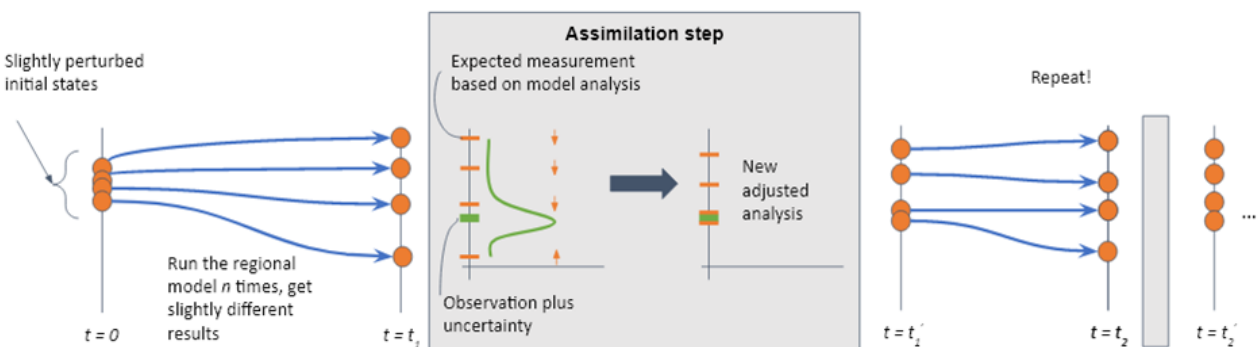 Slightly perturbed
initial states
t = 0
Run the regional
model n times, get
slightly different
results
t = t₁
Assimilation step
Expected measurement
based on model analysis
Observation plus
uncertainty
New
adjusted
analysis
Repeat!
t = t₁´
t = t₂
t = t₂´
...